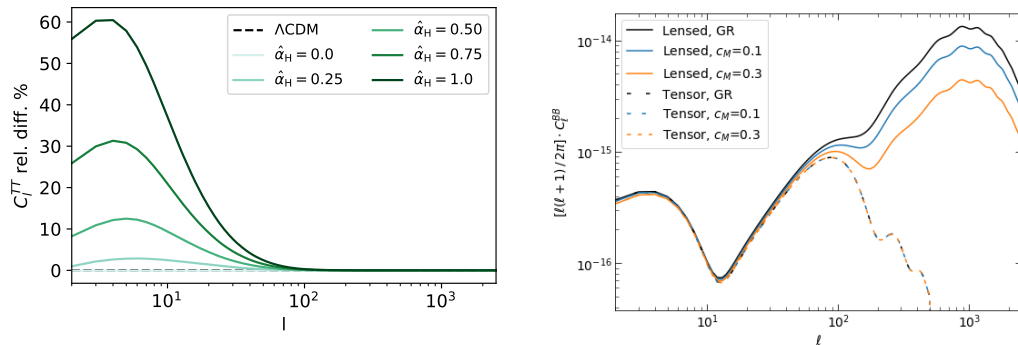 60
50
40
30
20
10
0
C_l^{TT} rel. diff. %
10^1
10^2
10^3
l
ΛCDM
α̂_H = 0.0
α̂_H = 0.25
α̂_H = 0.50
α̂_H = 0.75
α̂_H = 1.0
10^{-14}
10^{-15}
10^{-16}
[ℓ(ℓ+1)/2π]·C_ℓ^{BB}
10^1
10^2
10^3
ℓ
Lensed, GR
Lensed, c_M=0.1
Lensed, c_M=0.3
Tensor, GR
Tensor, c_M=0.1
Tensor, c_M=0.3